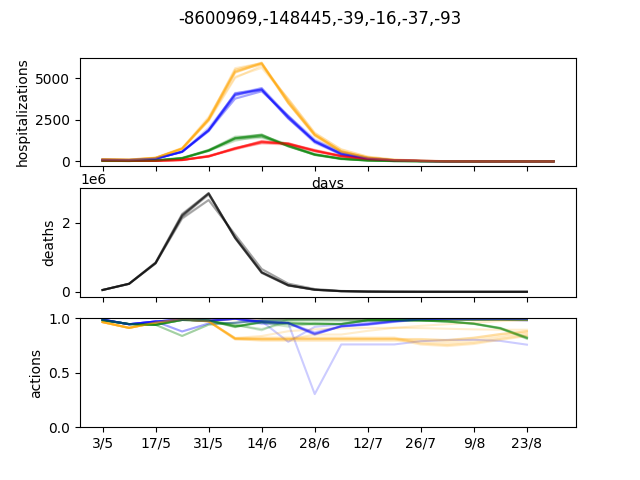 -8600969,-148445,-39,-16,-37,-93
hospitalizations
5000
2500
0
days
1e6
deaths
2
0
actions
1.0
0.5
0.0
3/5 17/5 31/5 14/6 28/6 12/7 26/7 9/8 23/8